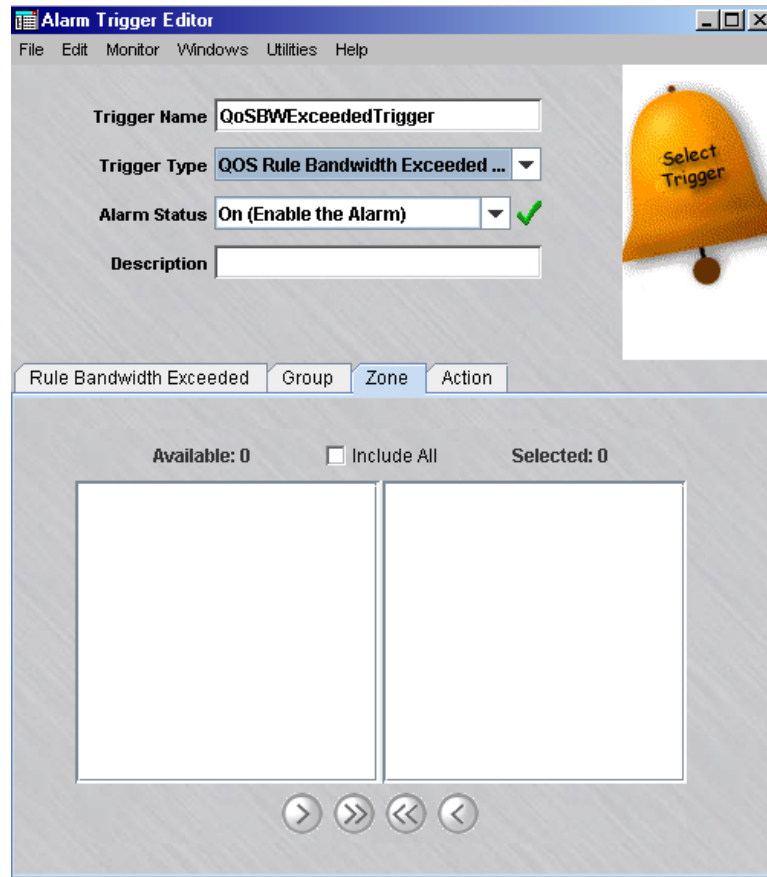 Alarm Trigger Editor
File Edit Monitor Windows Utilities Help
Trigger Name QoSBWExceededTrigger
Trigger Type QOS Rule Bandwidth Exceeded ...
Alarm Status On (Enable the Alarm)
Description
Select
Trigger
Rule Bandwidth Exceeded Group Zone Action
Available: 0 Include All Selected: 0